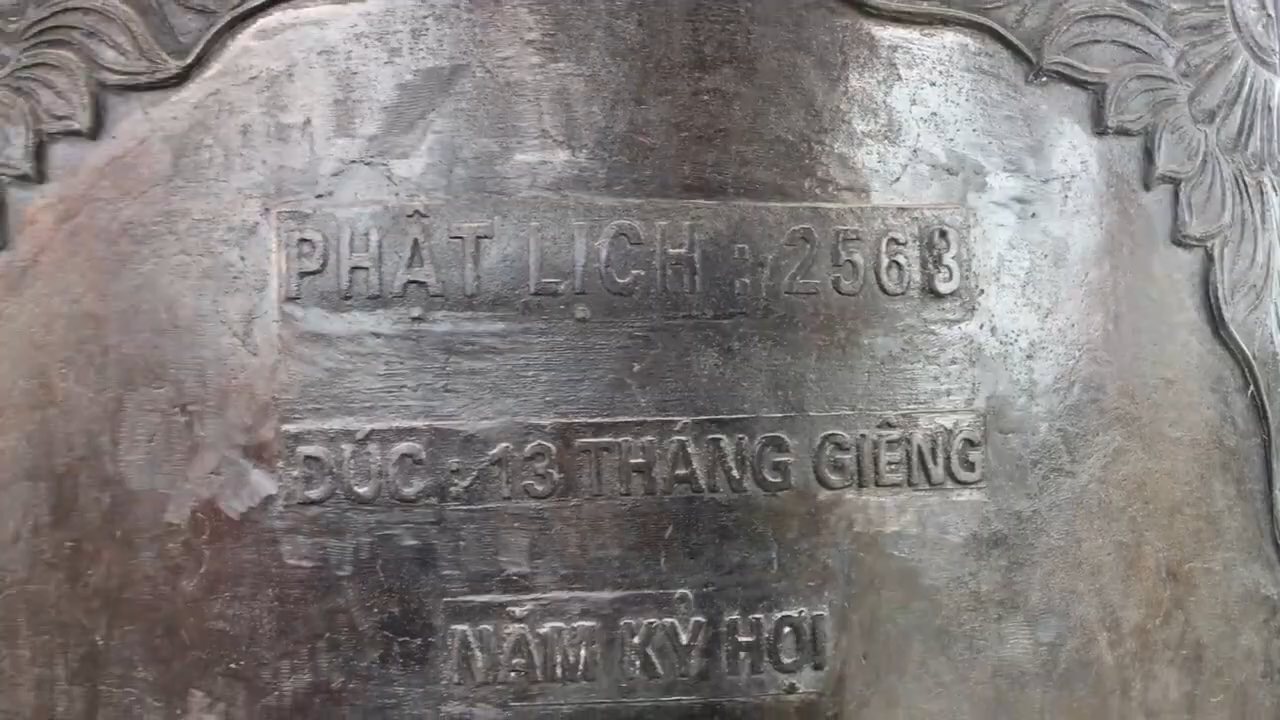 PHẬT LỊCH : 2563
ĐÚC : 13 THÁNG GIÊNG
NĂM KỶ HỢI